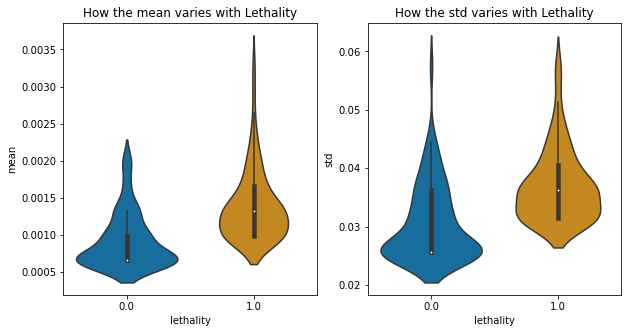 How the mean varies with Lethality
mean
0.0035
0.0030
0.0025
0.0020
0.0015
0.0010
0.0005
0.0
1.0
lethality
How the std varies with Lethality
std
0.06
0.05
0.04
0.03
0.02
0.0
1.0
lethality